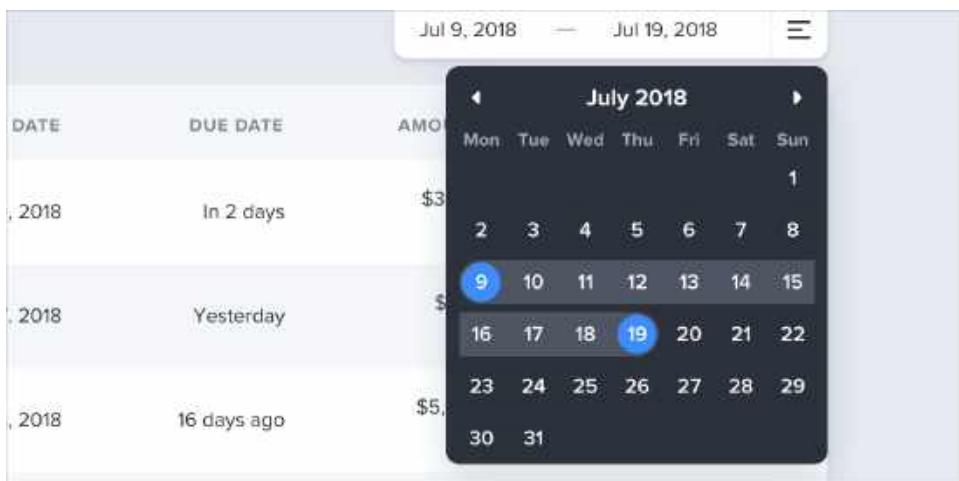 Jul 9, 2018 — Jul 19, 2018
July 2018
DATE DUE DATE AMO
Mon Tue Wed Thu Fri Sat Sun
1
, 2018 In 2 days $3
2 3 4 5 6 7 8
9 10 11 12 13 14 15
. 2018 Yesterday $
16 17 18 19 20 21 22
23 24 25 26 27 28 29
, 2018 16 days ago $5,
30 31